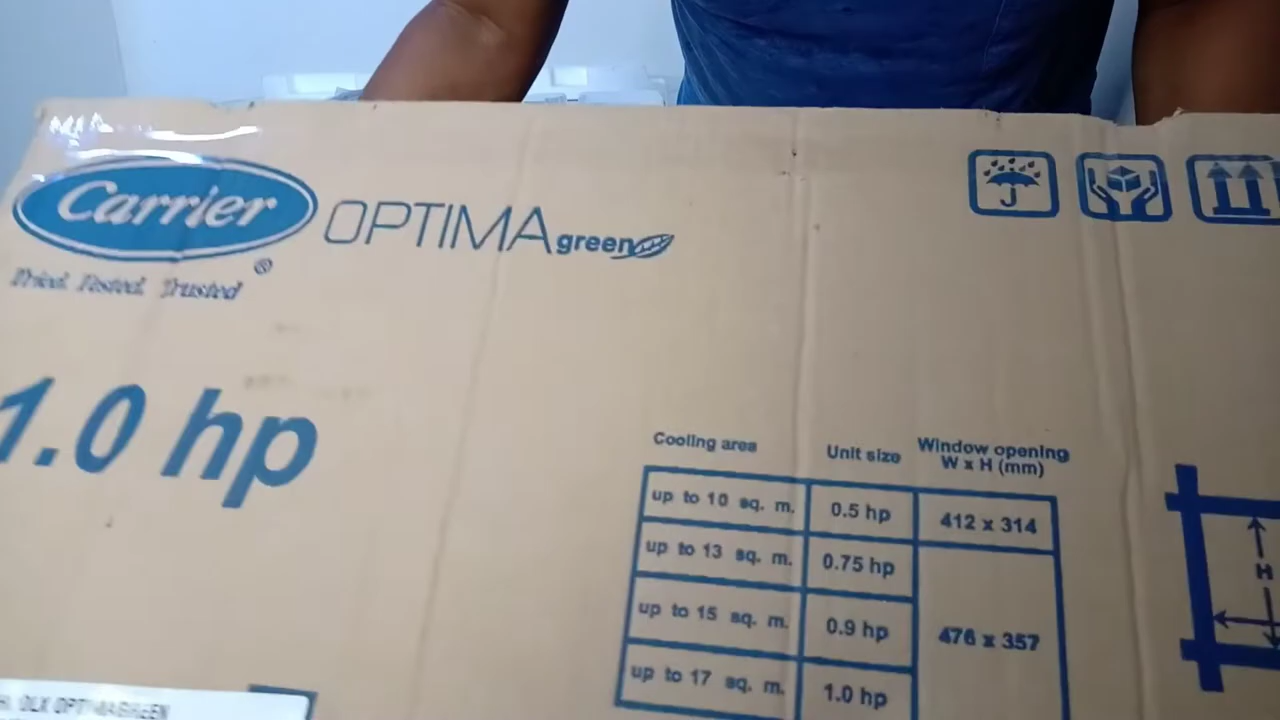 Carrier
OPTIMA green
®
Tried. Tested. Trusted
1.0 hp
Cooling area Unit size Window opening
W x H (mm)
up to 10 sq. m. 0.5 hp 412 x 314
up to 13 sq. m. 0.75 hp
up to 15 sq. m. 0.9 hp 476 x 357
up to 17 sq. m. 1.0 hp
H
DLX OPTIMAGREEN